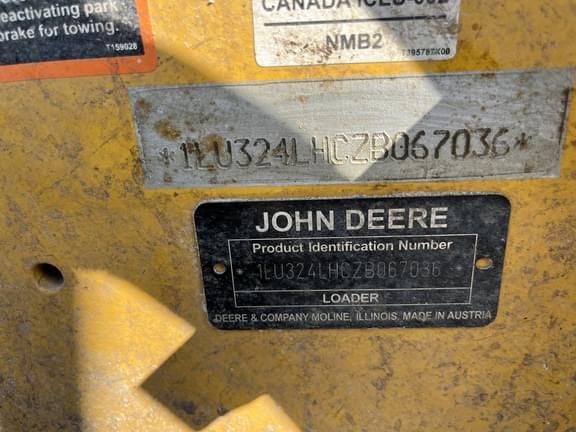 eactivating park
brake for towing.
T159028
NMB2
*1LU324LHCZB067036*
JOHN DEERE
Product Identification Number
1LU324LHCZB067036
LOADER
DEERE & COMPANY MOLINE, ILLINOIS, MADE IN AUSTRIA